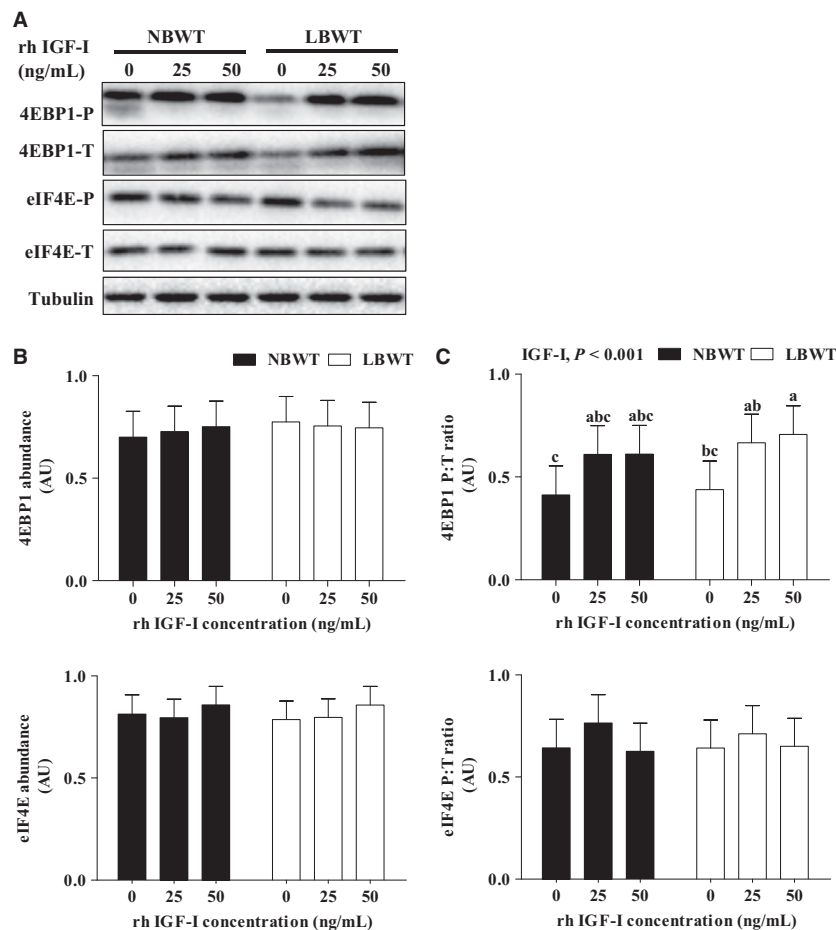 A
rh IGF-I
(ng/mL)
NBWT LBWT
0 25 50 0 25 50
4EBP1-P
4EBP1-T
eIF4E-P
eIF4E-T
Tubulin
B
NBWT LBWT
1.0
0.5
0.0
4EBP1 abundance
(AU)
0 25 50 0 25 50
rh IGF-I concentration (ng/mL)
1.0
0.5
0.0
eIF4E abundance
(AU)
0 25 50 0 25 50
rh IGF-I concentration (ng/mL)
C
IGF-I, P < 0.001 NBWT LBWT
1.0
0.5
0.0
4EBP1 P:T ratio
(AU)
c abc abc bc ab a
0 25 50 0 25 50
rh IGF-I concentration (ng/mL)
1.0
0.5
0.0
eIF4E P:T ratio
(AU)
0 25 50 0 25 50
rh IGF-I concentration (ng/mL)